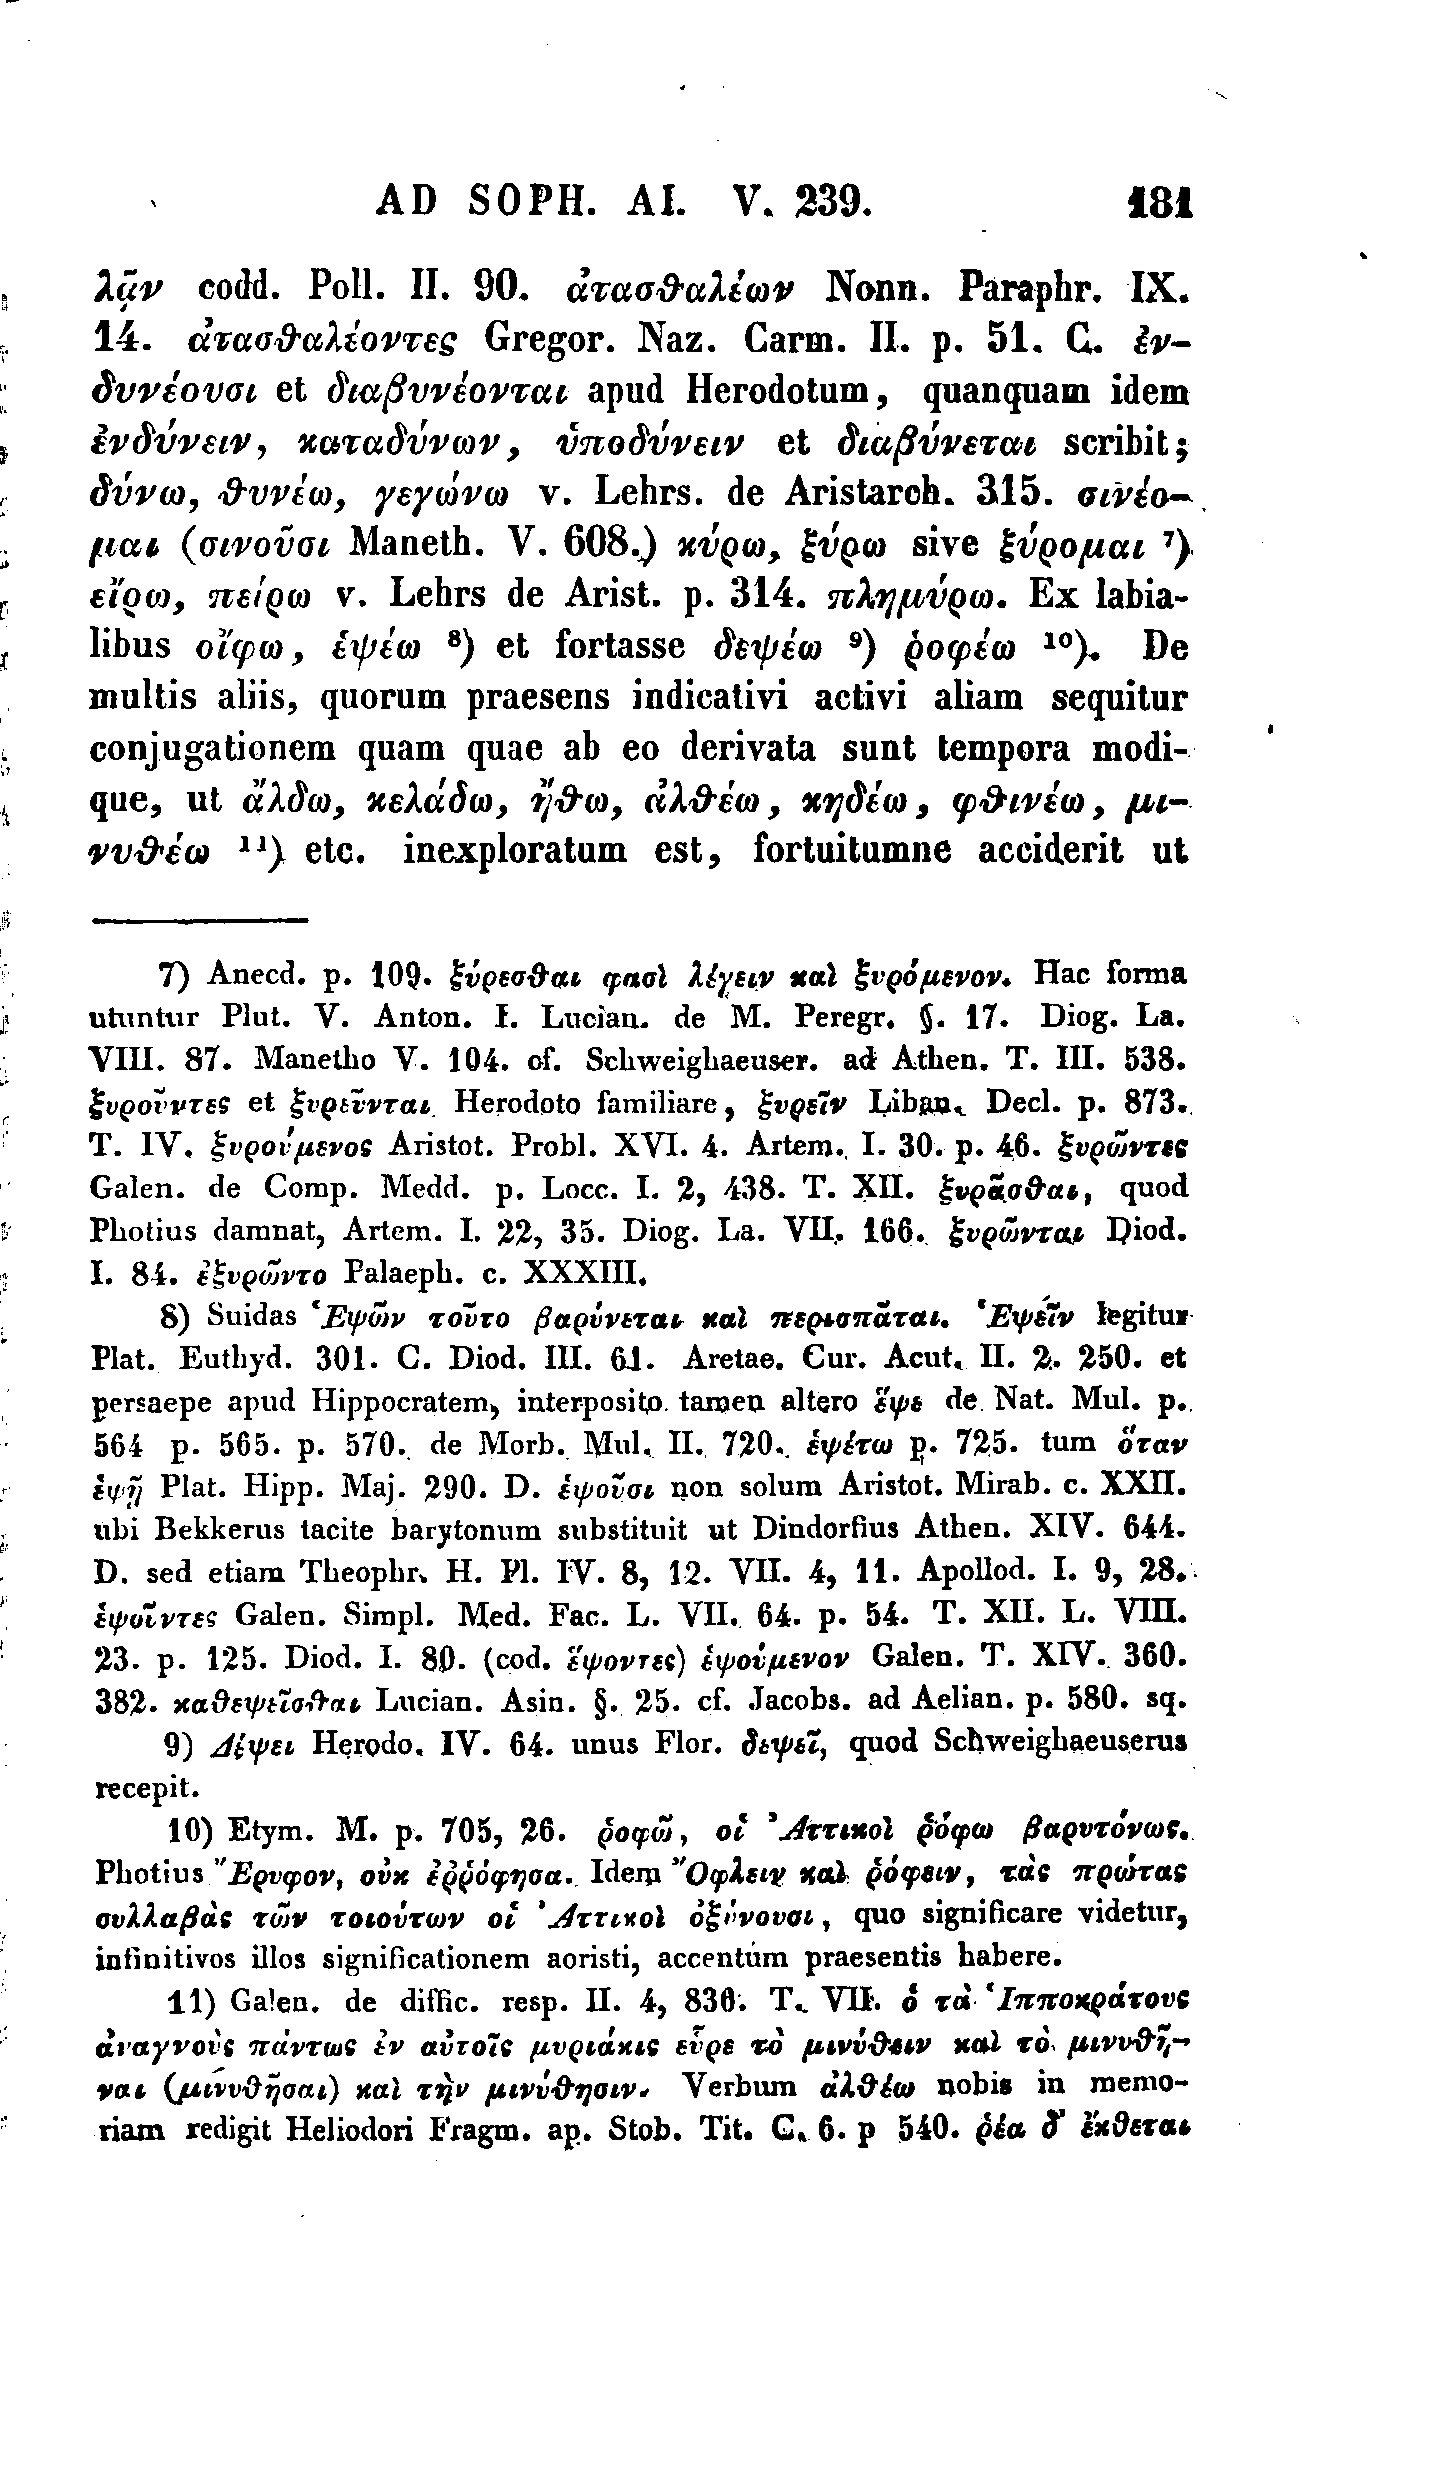 AD SOPH. AI. V. 239. 181
λᾷν codd. Poll. II. 90. ἀτασθαλέων Nonn. Paraphr. IX.
14. ἀτασθαλέοντες Gregor. Naz. Carm. II. p. 51. C. ἐν-
δυνέουσι et διαβυνέονται apud Herodotum, quanquam idem
ἐνδύνειν, καταδύνων, ὑποδύνειν et διαβύνεται scribit;
δύνω, θυνέω, γεγώνω v. Lehrs. de Aristarch. 315. σινέο-
μαι (σινοῦσι Maneth. V. 608.) κύρω, ξύρω sive ξύρομαι ⁷)
εἴρω, πείρω v. Lehrs de Arist. p. 314. πλημύρω. Ex labia-
libus οἴφω, ἑψέω ⁸) et fortasse δεψέω ⁹) ῥοφέω ¹⁰). De
multis aliis, quorum praesens indicativi activi aliam sequitur
conjugationem quam quae ab eo derivata sunt tempora modi-
que, ut ἄλδω, κελάδω, ἤθω, ἀλθέω, κηδέω, φθινέω, μι-
νυθέω ¹¹) etc. inexploratum est, fortuitumne acciderit ut
7) Anecd. p. 109. ξύρεσθαι φασὶ λέγειν καὶ ξυρόμενον. Hac forma
utuntur Plut. V. Anton. I. Lucian. de M. Peregr. §. 17. Diog. La.
VIII. 87. Manetho V. 104. cf. Schweighaeuser. ad Athen. T. III. 538.
ξυροῦντες et ξυρεῦνται Herodoto familiare, ξυρεῖν Liban. Decl. p. 873.
T. IV. ξυρούμενος Aristot. Probl. XVI. 4. Artem. I. 30. p. 46. ξυρῶντες
Galen. de Comp. Medd. p. Locc. I. 2, 438. T. XII. ξυρᾶσθαι, quod
Photius damnat, Artem. I. 22, 35. Diog. La. VII. 166. ξυρῶνται Diod.
I. 84. ἐξυρῶντο Palaeph. c. XXXIII.
8) Suidas Ἑψῶν τοῦτο βαρύνεται καὶ περισπᾶται. Ἑψεῖν legitur
Plat. Euthyd. 301. C. Diod. III. 61. Aretae. Cur. Acut. II. 2. 250. et
persaepe apud Hippocratem, interposito tamen altero ἕψε de Nat. Mul. p.
564 p. 565. p. 570. de Morb. Mul. II. 720. ἑψέτω p. 725. tum ὅταν
ἑψῇ Plat. Hipp. Maj. 290. D. ἑψοῦσι non solum Aristot. Mirab. c. XXII.
ubi Bekkerus tacite barytonum substituit ut Dindorfius Athen. XIV. 644.
D. sed etiam Theophr. H. Pl. IV. 8, 12. VII. 4, 11. Apollod. I. 9, 28.
ἑψοῦντες Galen. Simpl. Med. Fac. L. VII. 64. p. 54. T. XII. L. VIII.
23. p. 125. Diod. I. 80. (cod. ἕψοντες) ἑψούμενον Galen. T. XIV. 360.
382. καθεψεῖσθαι Lucian. Asin. §. 25. cf. Jacobs. ad Aelian. p. 580. sq.
9) Δέψει Herodo. IV. 64. unus Flor. δεψεῖ, quod Schweighaeuserus
recepit.
10) Etym. M. p. 705, 26. ῥοφῶ, οἱ Ἀττικοὶ ῥόφω βαρυτόνως.
Photius Ἔρυφον, οὐκ ἐῤῥόφησα. Idem Ὄφλειν καὶ ῥόφειν, τὰς πρώτας
συλλαβὰς τῶν τοιούτων οἱ Ἀττικοὶ ὀξύνουσι, quo significare videtur,
infinitivos illos significationem aoristi, accentum praesentis habere.
11) Galen. de diffic. resp. II. 4, 836. T. VII. ὁ τὰ Ἱπποκράτους
ἀναγνοὺς πάντως ἐν αὐτοῖς μυριάκις εὗρε τὸ μινύθειν καὶ τὸ μινυθῆ-
ναι (μινυθῆσαι) καὶ τὴν μινύθησιν. Verbum ἀλθέω nobis in memo-
riam redigit Heliodori Fragm. ap. Stob. Tit. C. 6. p 540. ῥέα δ' ἔκθεται